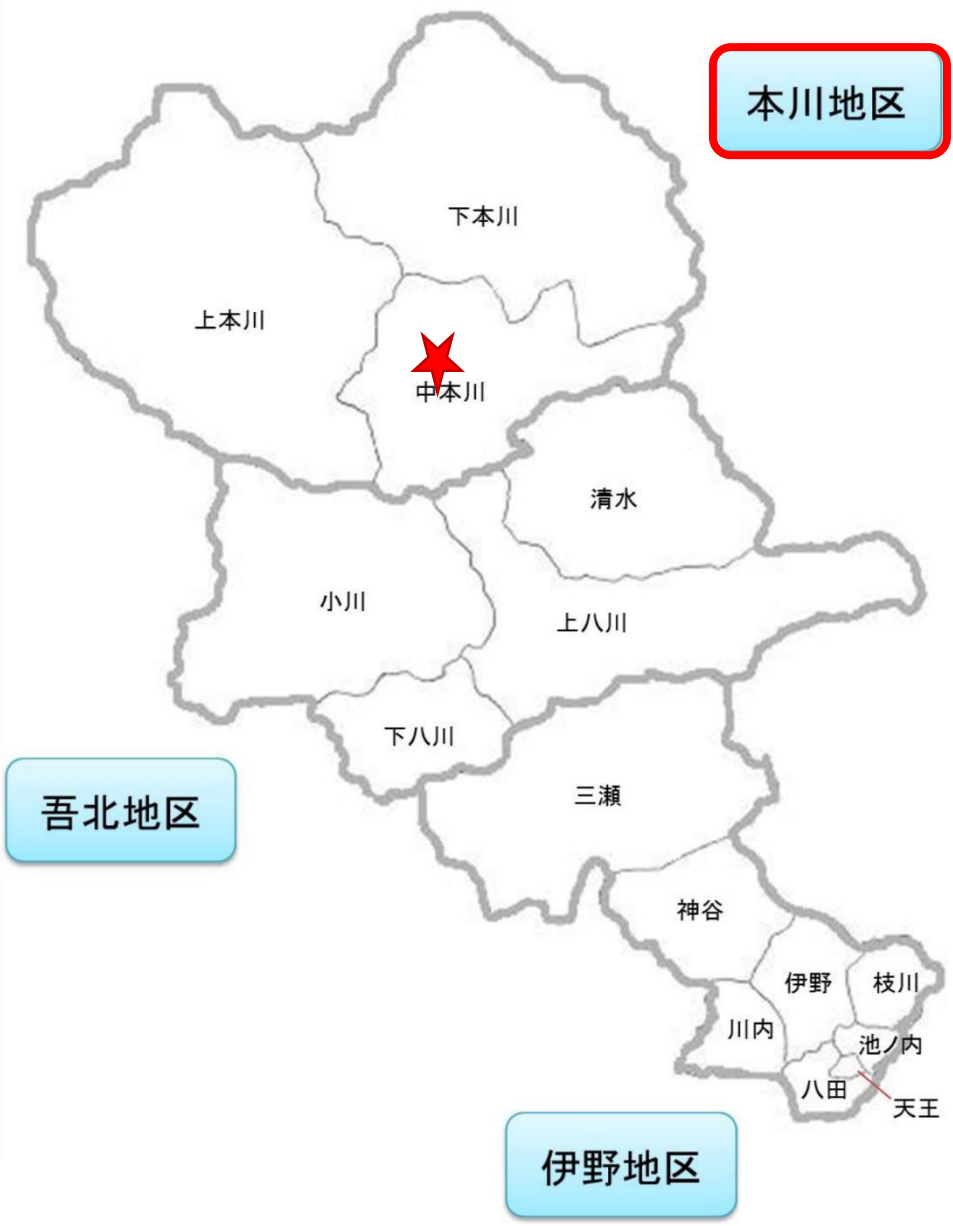 本川地区
下本川
上本川
中本川
清水
小川
上八川
下八川
吾北地区
三瀬
神谷
伊野
枝川
川内
池ノ内
八田
天王
伊野地区